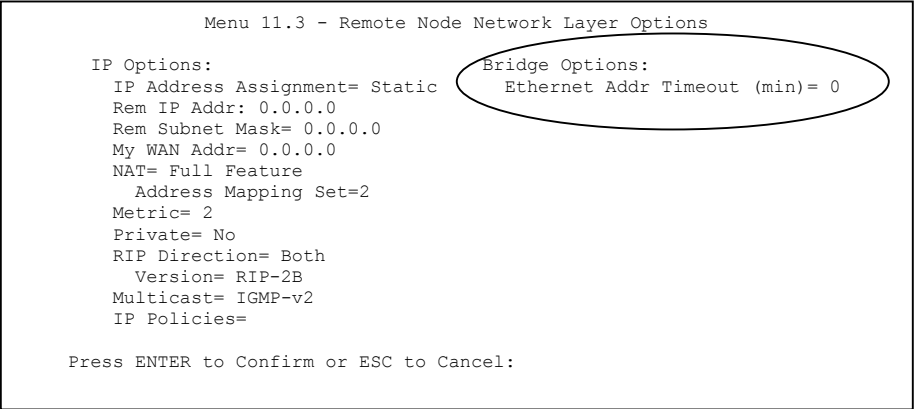 Menu 11.3 - Remote Node Network Layer Options
IP Options:
IP Address Assignment= Static
Rem IP Addr: 0.0.0.0
Rem Subnet Mask= 0.0.0.0
My WAN Addr= 0.0.0.0
NAT= Full Feature
Address Mapping Set=2
Metric= 2
Private= No
RIP Direction= Both
Version= RIP-2B
Multicast= IGMP-v2
IP Policies=
Bridge Options:
Ethernet Addr Timeout (min)= 0
Press ENTER to Confirm or ESC to Cancel: